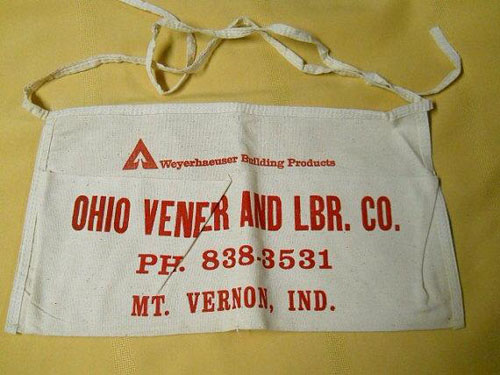 Weyerhaeuser Building Products
OHIO VENER AND LBR. CO.
PH. 838-3531
MT. VERNON, IND.